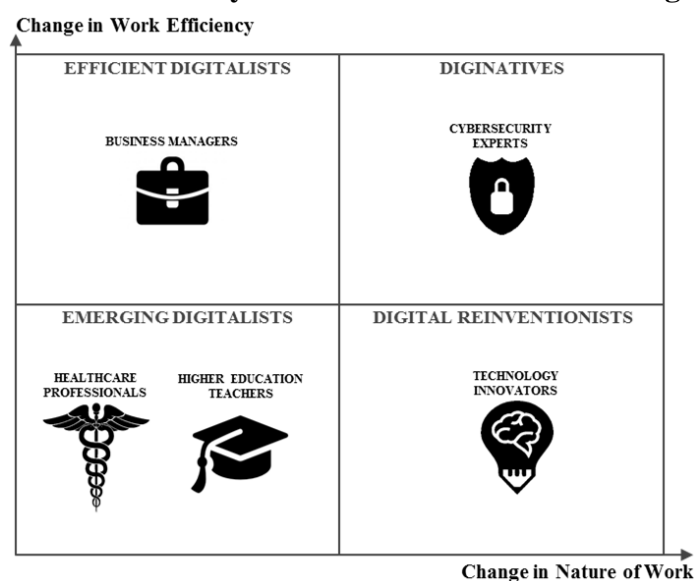 Change in Work Efficiency
EFFICIENT DIGITALISTS
DIGINATIVES
BUSINESS MANAGERS
CYBERSECURITY
EXPERTS
EMERGING DIGITALISTS
DIGITAL REINVENTIONISTS
HEALTHCARE
PROFESSIONALS
HIGHER EDUCATION
TEACHERS
TECHNOLOGY
INNOVATORS
Change in Nature of Work